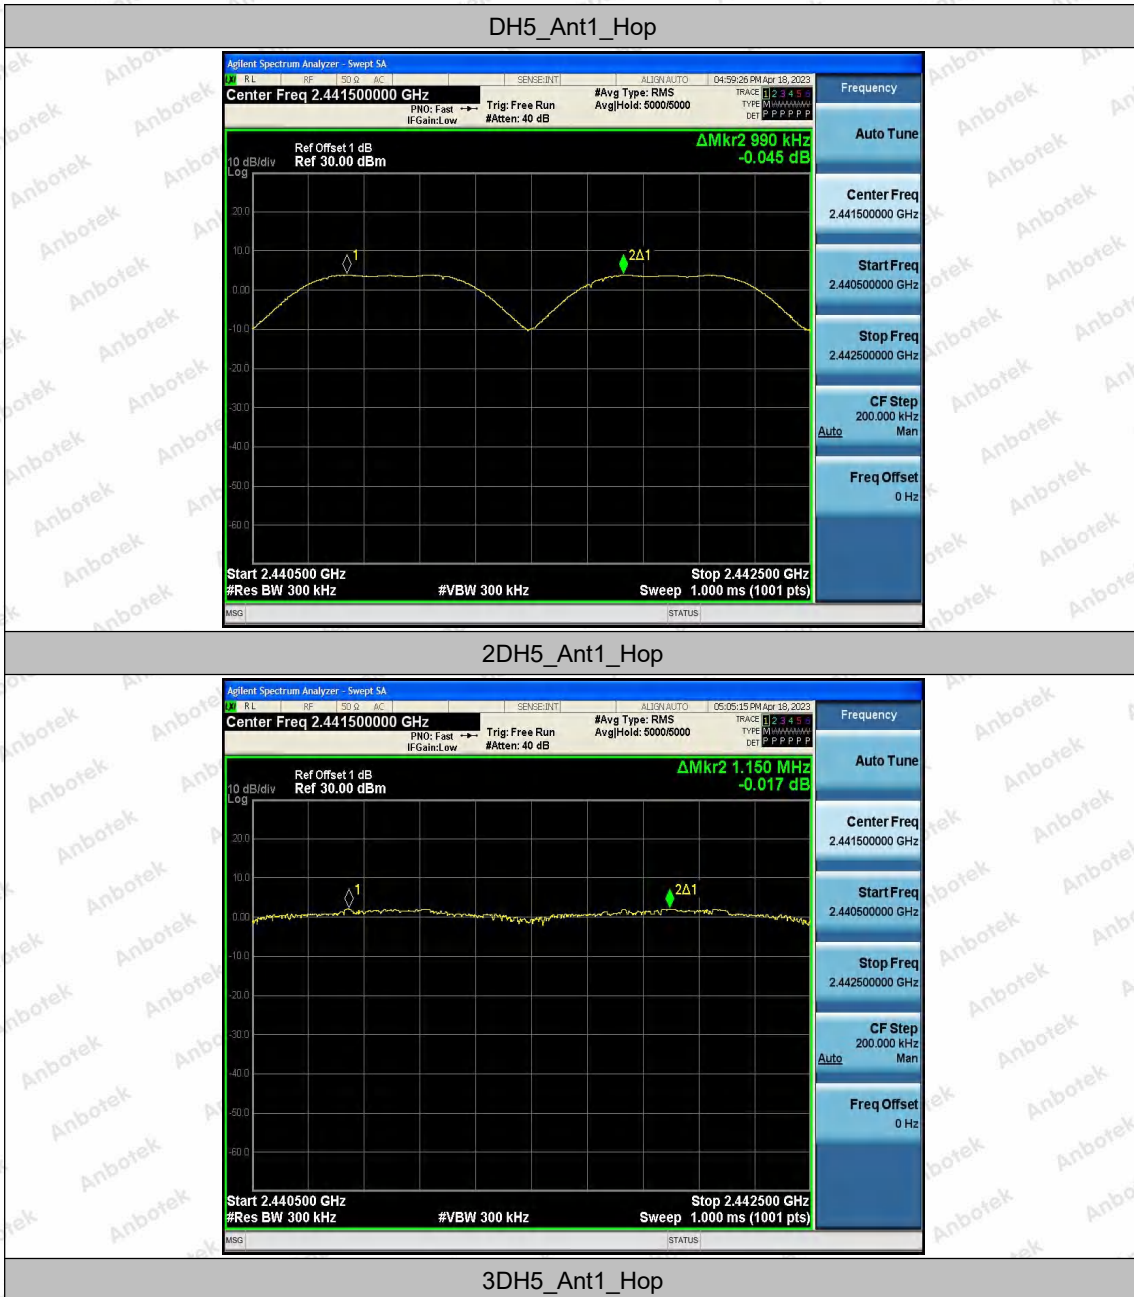 DH5_Ant1_Hop
Agilent Spectrum Analyzer - Swept SA
RL RF 50 Ω AC SENSE:INT ALIGN AUTO 04:59:26 PM Apr 18, 2023
Center Freq 2.441500000 GHz
PNO: Fast
IFGain:Low
Trig: Free Run
#Atten: 40 dB
#Avg Type: RMS
Avg|Hold: 5000/5000
TRACE 1 2 3 4 5 6
TYPE M WWWWW
DET P P P P P P
Frequency
ΔMkr2 990 kHz
-0.045 dB
Ref Offset 1 dB
10 dB/div Ref 30.00 dBm
Log
20.0
10.0
0.00
-10.0
-20.0
-30.0
-40.0
-50.0
-60.0
1
2Δ1
Start 2.440500 GHz
Stop 2.442500 GHz
#Res BW 300 kHz
#VBW 300 kHz
Sweep 1.000 ms (1001 pts)
MSG
STATUS
Auto Tune
Center Freq
2.441500000 GHz
Start Freq
2.440500000 GHz
Stop Freq
2.442500000 GHz
CF Step
200.000 kHz
Auto Man
Freq Offset
0 Hz
2DH5_Ant1_Hop
Agilent Spectrum Analyzer - Swept SA
RL RF 50 Ω AC SENSE:INT ALIGN AUTO 05:05:15 PM Apr 18, 2023
Center Freq 2.441500000 GHz
PNO: Fast
IFGain:Low
Trig: Free Run
#Atten: 40 dB
#Avg Type: RMS
Avg|Hold: 5000/5000
TRACE 1 2 3 4 5 6
TYPE M WWWWW
DET P P P P P P
Frequency
ΔMkr2 1.150 MHz
-0.017 dB
Ref Offset 1 dB
10 dB/div Ref 30.00 dBm
Log
20.0
10.0
0.00
-10.0
-20.0
-30.0
-40.0
-50.0
-60.0
1
2Δ1
Start 2.440500 GHz
Stop 2.442500 GHz
#Res BW 300 kHz
#VBW 300 kHz
Sweep 1.000 ms (1001 pts)
MSG
STATUS
Auto Tune
Center Freq
2.441500000 GHz
Start Freq
2.440500000 GHz
Stop Freq
2.442500000 GHz
CF Step
200.000 kHz
Auto Man
Freq Offset
0 Hz
3DH5_Ant1_Hop
Anbotek